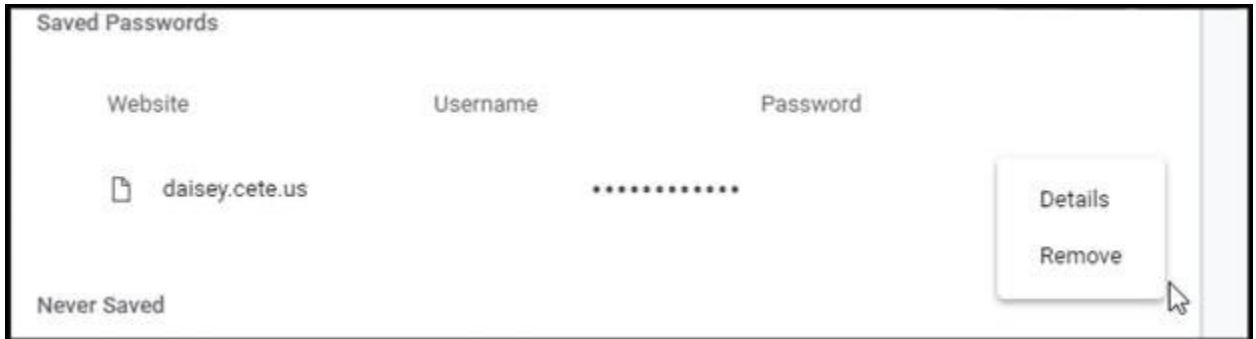 Saved Passwords
Website Username Password
daisey.cete.us ••••••••••••
Details
Remove
Never Saved